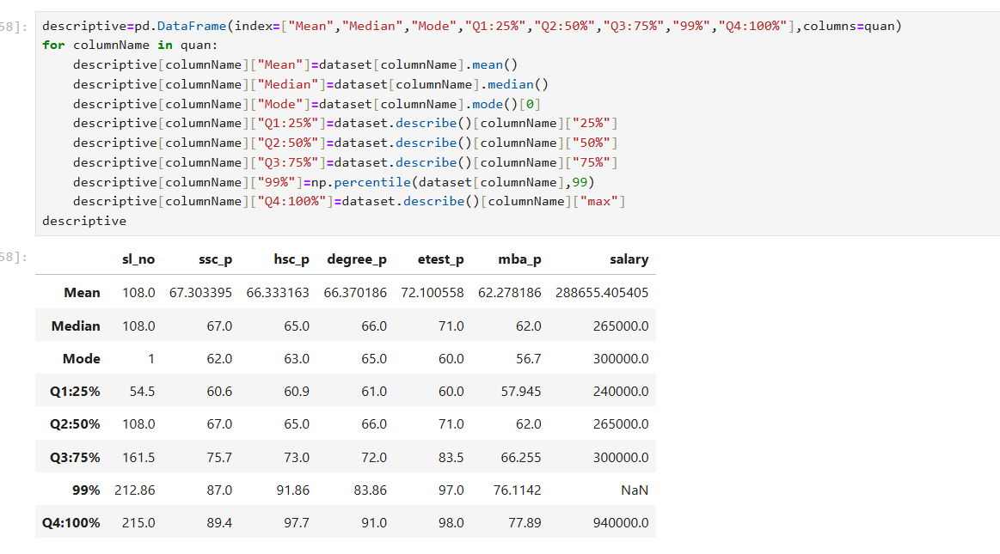 58]: descriptive=pd.DataFrame(index=["Mean","Median","Mode","Q1:25%","Q2:50%","Q3:75%","99%","Q4:100%"],columns=quan)
for columnName in quan:
    descriptive[columnName]["Mean"]=dataset[columnName].mean()
    descriptive[columnName]["Median"]=dataset[columnName].median()
    descriptive[columnName]["Mode"]=dataset[columnName].mode()[0]
    descriptive[columnName]["Q1:25%"]=dataset.describe()[columnName]["25%"]
    descriptive[columnName]["Q2:50%"]=dataset.describe()[columnName]["50%"]
    descriptive[columnName]["Q3:75%"]=dataset.describe()[columnName]["75%"]
    descriptive[columnName]["99%"]=np.percentile(dataset[columnName],99)
    descriptive[columnName]["Q4:100%"]=dataset.describe()[columnName]["max"]
descriptive
58]: sl_no ssc_p hsc_p degree_p etest_p mba_p salary
Mean 108.0 67.303395 66.333163 66.370186 72.100558 62.278186 288655.405405
Median 108.0 67.0 65.0 66.0 71.0 62.0 265000.0
Mode 1 62.0 63.0 65.0 60.0 56.7 300000.0
Q1:25% 54.5 60.6 60.9 61.0 60.0 57.945 240000.0
Q2:50% 108.0 67.0 65.0 66.0 71.0 62.0 265000.0
Q3:75% 161.5 75.7 73.0 72.0 83.5 66.255 300000.0
99% 212.86 87.0 91.86 83.86 97.0 76.1142 NaN
Q4:100% 215.0 89.4 97.7 91.0 98.0 77.89 940000.0